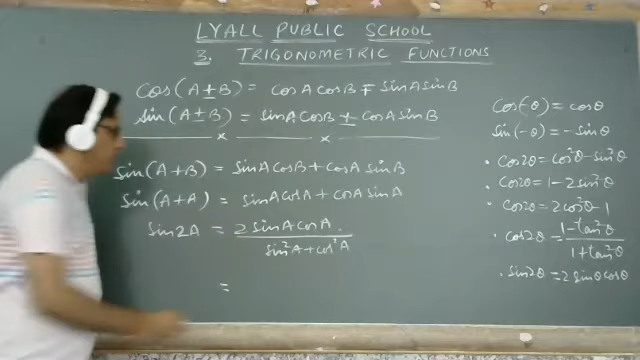 LYALL PUBLIC SCHOOL
3. TRIGONOMETRIC FUNCTIONS
cos(A±B) = cosA cosB ∓ sinA sinB
sin(A±B) = sinA cosB ± cosA sinB
x x
sin(A+B) = sinA cosB + cosA sinB
sin(A+A) = sinA cosA + cosA sinA
sin2A = 2 sinA cosA.
sin²A + cos²A
=
cos(-θ) = cosθ
sin(-θ) = -sinθ
• cos2θ = cos²θ - sin²θ
• cos2θ = 1 - 2sin²θ
• cos2θ = 2cos²θ - 1
• cos2θ = 1 - tan²θ
1 + tan²θ
• sin2θ = 2 sinθ cosθ